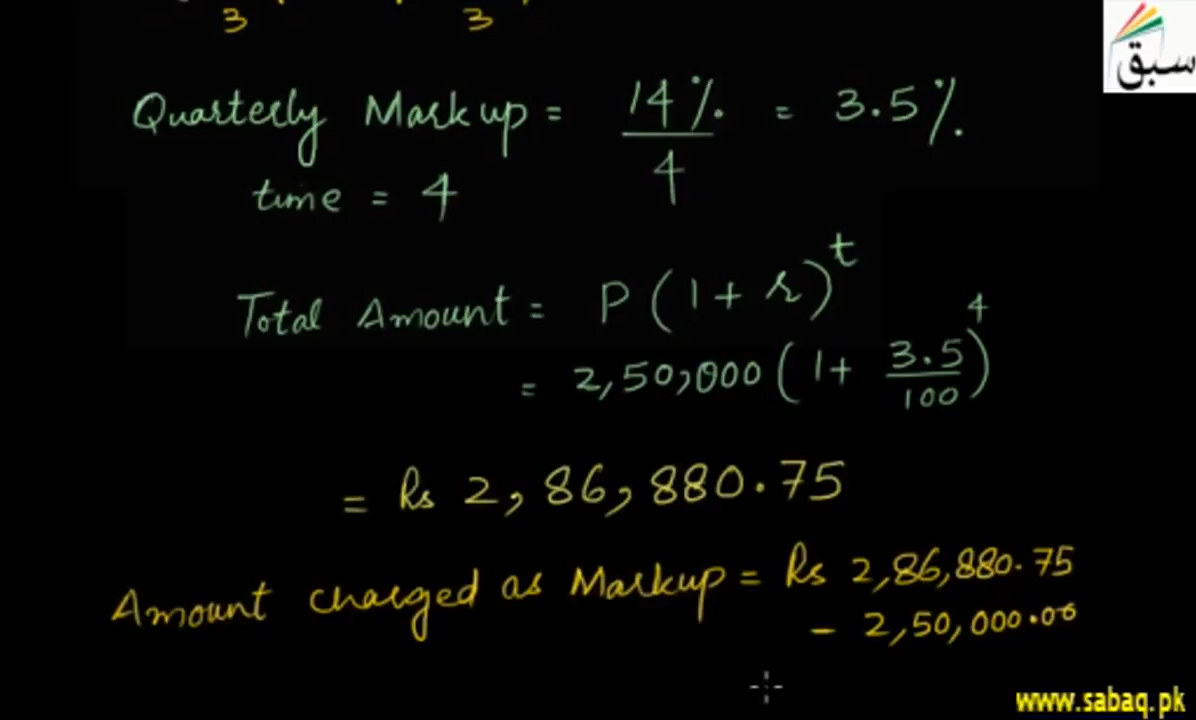 3 3
سبق
Quarterly Markup = 14% / 4 = 3.5%.
time = 4
Total Amount = P(1 + r)^t
= 2,50,000 (1 + 3.5/100)^4
= Rs 2,86,880.75
Amount charged as Markup = Rs 2,86,880.75
- 2,50,000.00
www.sabaq.pk